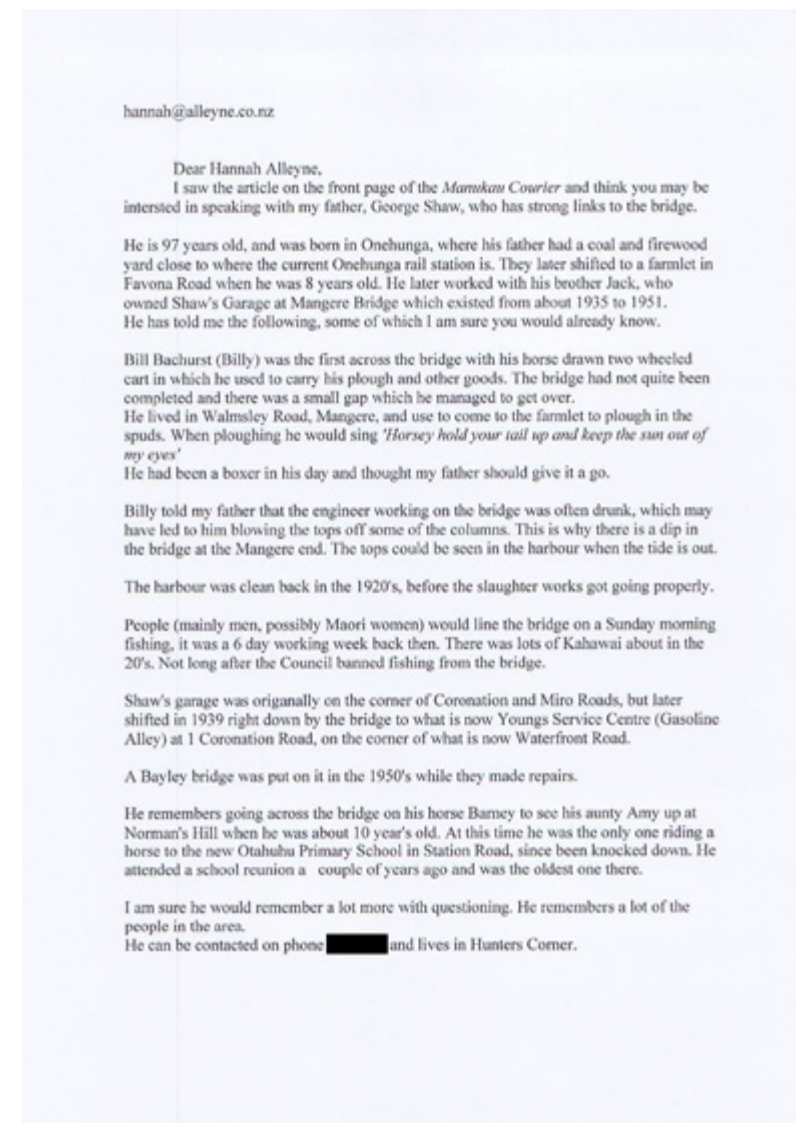 hannah@alleyne.co.nz
Dear Hannah Alleyne,
I saw the article on the front page of the Manukau Courier and think you may be
intersted in speaking with my father, George Shaw, who has strong links to the bridge.
He is 97 years old, and was born in Onehunga, where his father had a coal and firewood
yard close to where the current Onehunga rail station is. They later shifted to a farmlet in
Favona Road when he was 8 years old. He later worked with his brother Jack, who
owned Shaw's Garage at Mangere Bridge which existed from about 1935 to 1951.
He has told me the following, some of which I am sure you would already know.
Bill Bachurst (Billy) was the first across the bridge with his horse drawn two wheeled
cart in which he used to carry his plough and other goods. The bridge had not quite been
completed and there was a small gap which he managed to get over.
He lived in Walmsley Road, Mangere, and use to come to the farmlet to plough in the
spuds. When ploughing he would sing 'Horsey hold your tail up and keep the sun out of
my eyes'
He had been a boxer in his day and thought my father should give it a go.
Billy told my father that the engineer working on the bridge was often drunk, which may
have led to him blowing the tops off some of the columns. This is why there is a dip in
the bridge at the Mangere end. The tops could be seen in the harbour when the tide is out.
The harbour was clean back in the 1920's, before the slaughter works got going properly.
People (mainly men, possibly Maori women) would line the bridge on a Sunday morning
fishing, it was a 6 day working week back then. There was lots of Kahawai about in the
20's. Not long after the Council banned fishing from the bridge.
Shaw's garage was origanally on the corner of Coronation and Miro Roads, but later
shifted in 1939 right down by the bridge to what is now Youngs Service Centre (Gasoline
Alley) at 1 Coronation Road, on the corner of what is now Waterfront Road.
A Bayley bridge was put on it in the 1950's while they made repairs.
He remembers going across the bridge on his horse Barney to see his aunty Amy up at
Norman's Hill when he was about 10 year's old. At this time he was the only one riding a
horse to the new Otahuhu Primary School in Station Road, since been knocked down. He
attended a school reunion a couple of years ago and was the oldest one there.
I am sure he would remember a lot more with questioning. He remembers a lot of the
people in the area.
He can be contacted on phone and lives in Hunters Corner.